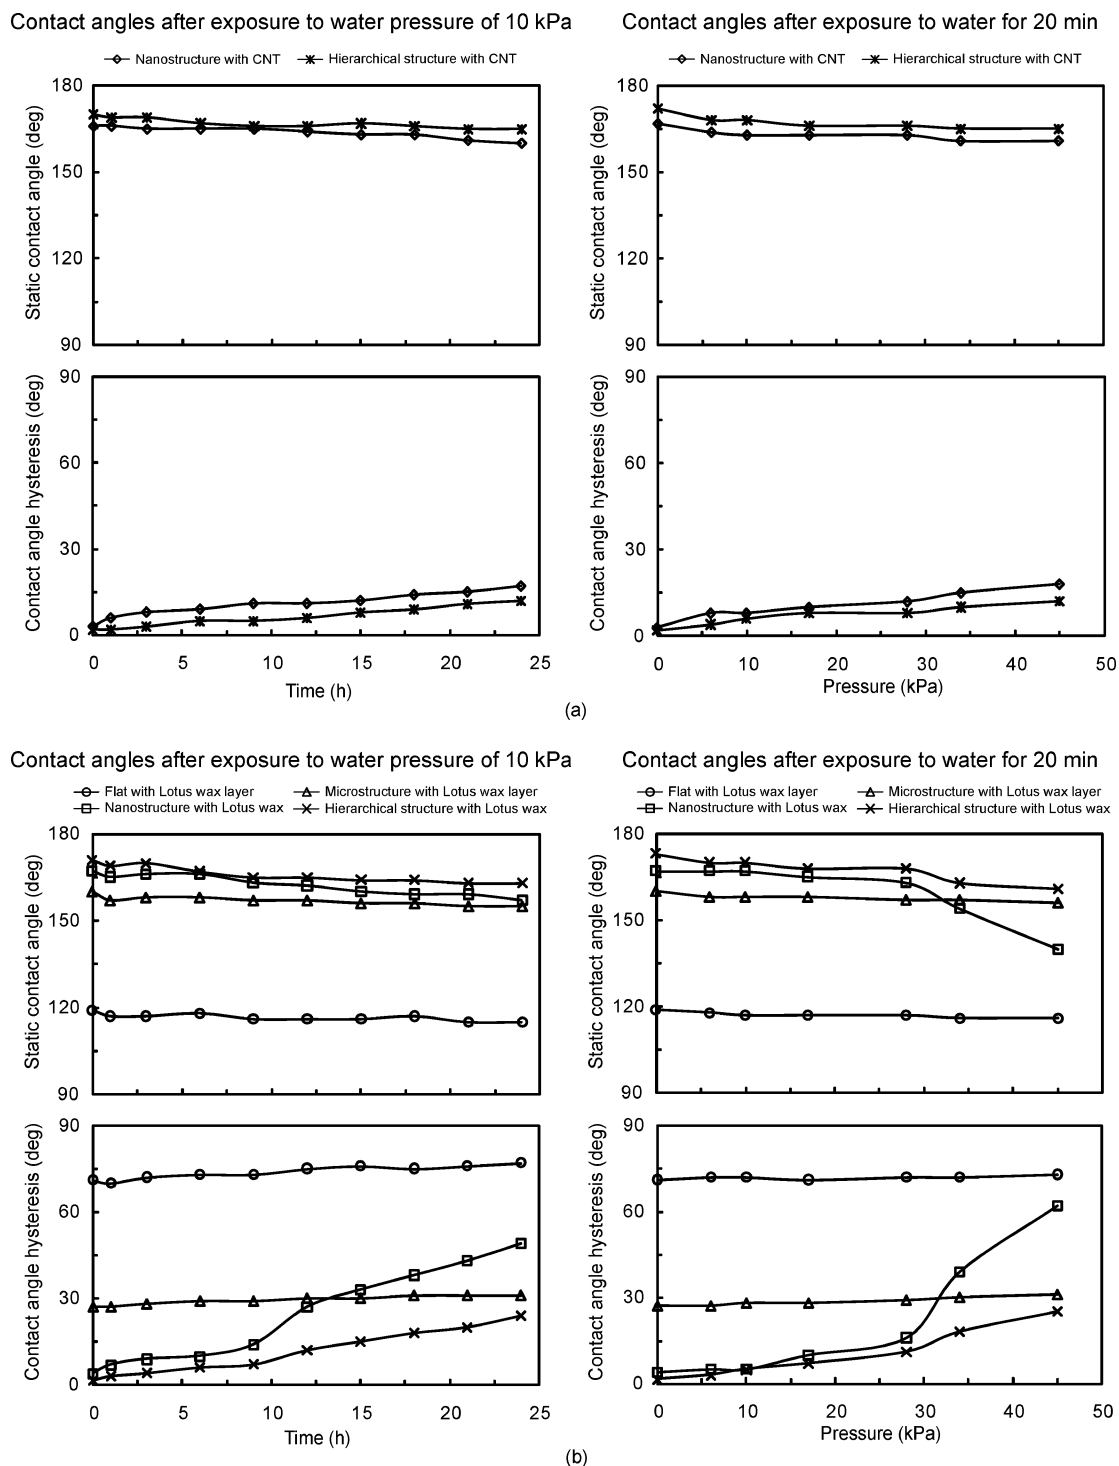 Contact angles after exposure to water pressure of 10 kPa
Nanostructure with CNT Hierarchical structure with CNT
Static contact angle (deg)
180
150
120
90
Contact angle hysteresis (deg)
90
60
30
0
0 5 10 15 20 25
Time (h)
Contact angles after exposure to water for 20 min
Nanostructure with CNT Hierarchical structure with CNT
Static contact angle (deg)
180
150
120
90
Contact angle hysteresis (deg)
90
60
30
0
0 10 20 30 40 50
Pressure (kPa)
(a)
Contact angles after exposure to water pressure of 10 kPa
Flat with Lotus wax layer Microstructure with Lotus wax layer
Nanostructure with Lotus wax Hierarchical structure with Lotus wax
Static contact angle (deg)
180
150
120
90
Contact angle hysteresis (deg)
90
60
30
0
0 5 10 15 20 25
Time (h)
Contact angles after exposure to water for 20 min
Flat with Lotus wax layer Microstructure with Lotus wax layer
Nanostructure with Lotus wax Hierarchical structure with Lotus wax
Static contact angle (deg)
180
150
120
90
Contact angle hysteresis (deg)
90
60
30
0
0 10 20 30 40 50
Pressure (kPa)
(b)